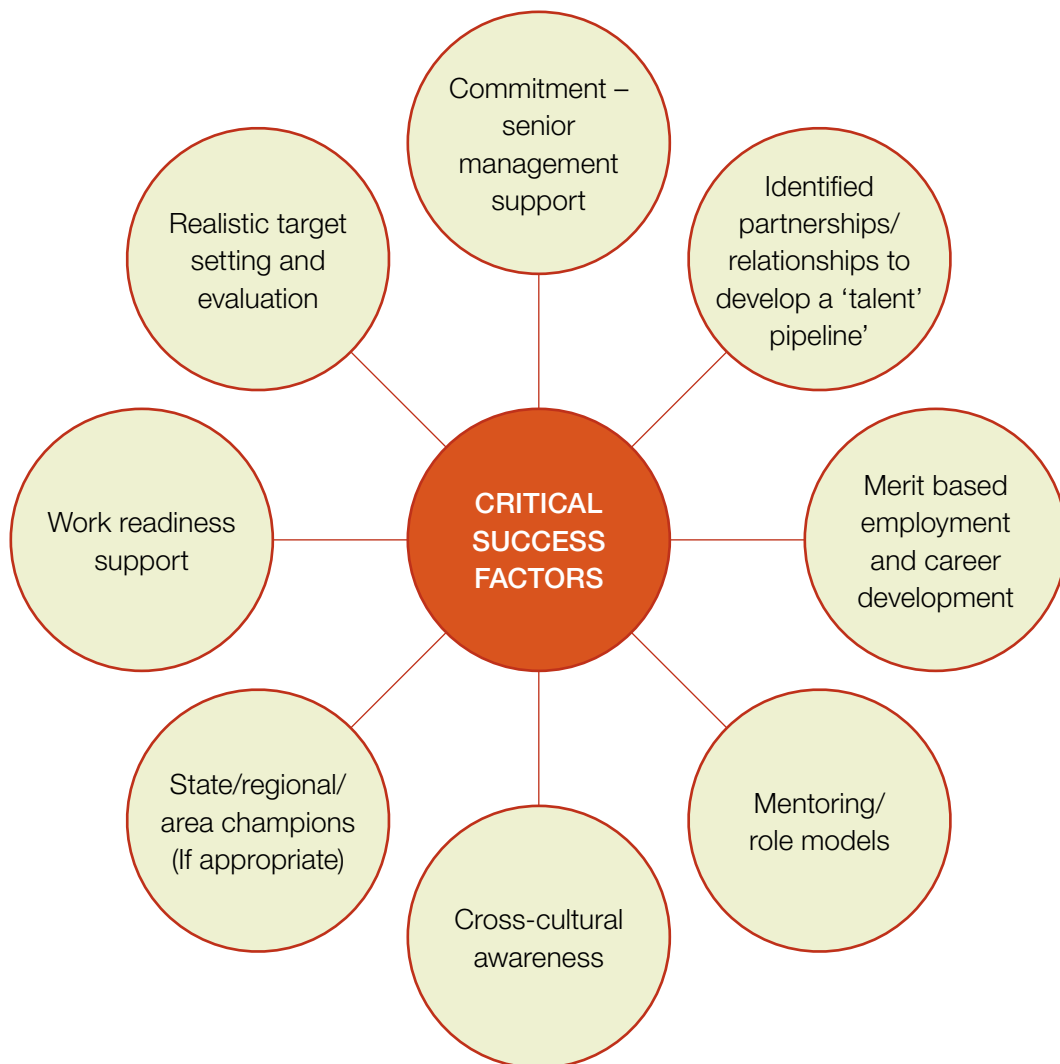 Commitment –
senior
management
support
Identified
partnerships/
relationships to
develop a ‘talent’
pipeline’
Merit based
employment
and career
development
Mentoring/
role models
Cross-cultural
awareness
State/regional/
area champions
(If appropriate)
Work readiness
support
Realistic target
setting and
evaluation
CRITICAL
SUCCESS
FACTORS